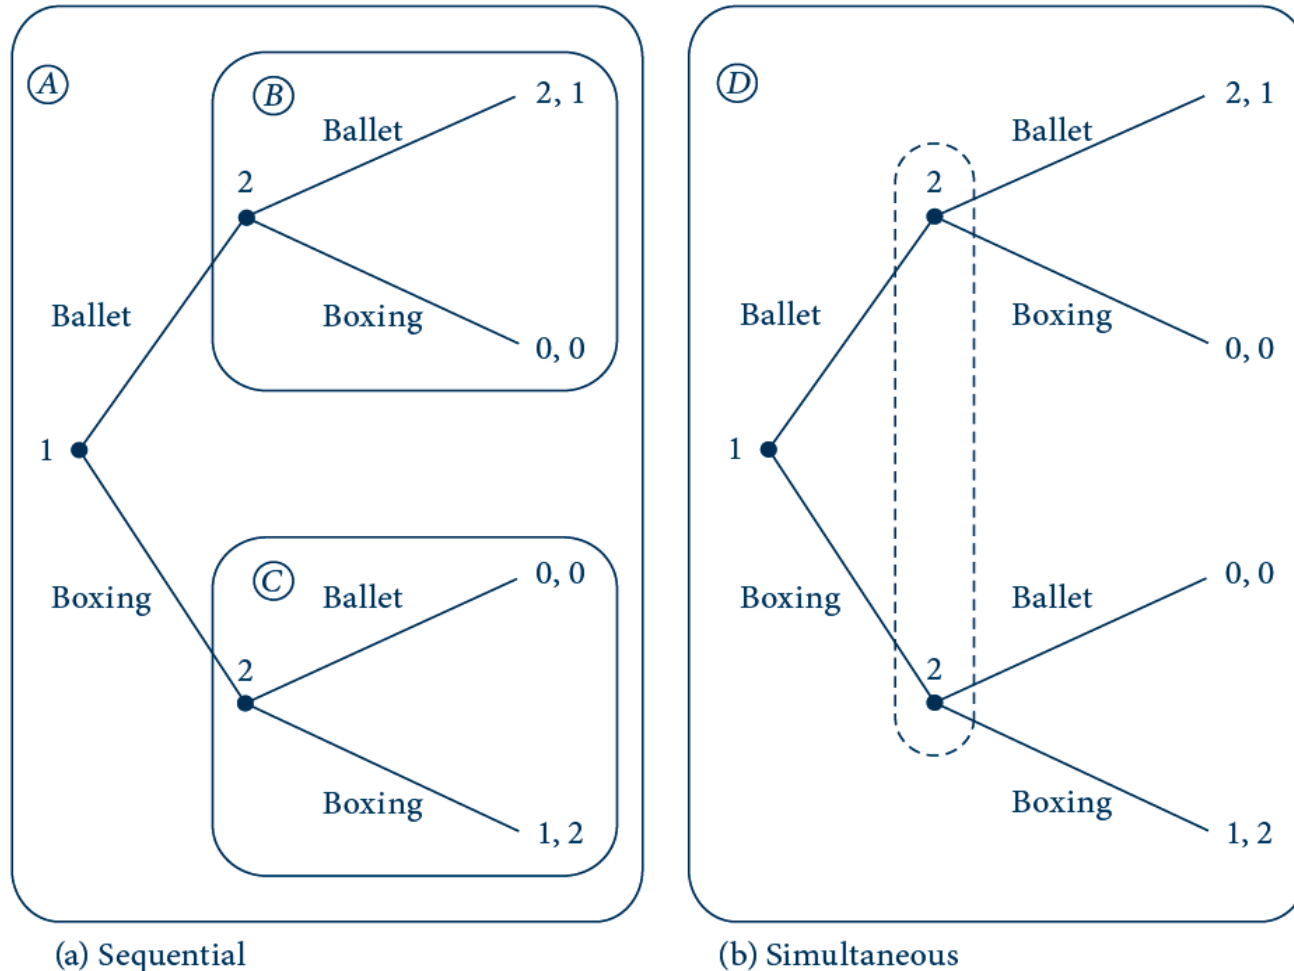 A
B
2, 1
Ballet
2
Ballet
Boxing
0, 0
1
C
0, 0
Boxing
Ballet
2
Boxing
1, 2
(a) Sequential
D
2, 1
Ballet
2
Ballet
Boxing
0, 0
1
0, 0
Boxing
Ballet
2
Boxing
1, 2
(b) Simultaneous